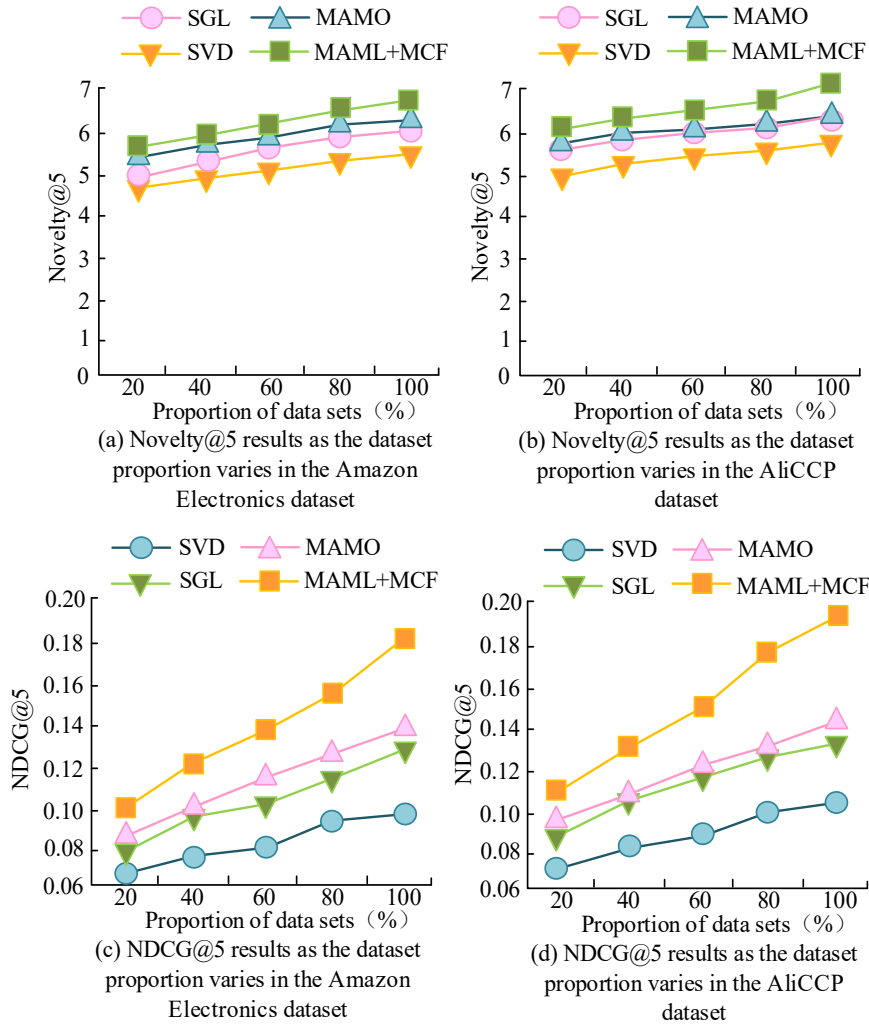 SGL
MAMO
SVD
MAML+MCF
7
6
5
4
3
2
1
0
Novelty@5
20 40 60 80 100
Proportion of data sets（%）
(a) Novelty@5 results as the dataset
proportion varies in the Amazon
Electronics dataset
SGL
MAMO
SVD
MAML+MCF
7
6
5
4
3
2
1
0
Novelty@5
20 40 60 80 100
Proportion of data sets（%）
(b) Novelty@5 results as the dataset
proportion varies in the AliCCP
dataset
SVD
MAMO
SGL
MAML+MCF
0.20
0.18
0.16
0.14
0.12
0.10
0.08
0.06
NDCG@5
20 40 60 80 100
Proportion of data sets（%）
(c) NDCG@5 results as the dataset
proportion varies in the Amazon
Electronics dataset
SVD
MAMO
SGL
MAML+MCF
0.20
0.18
0.16
0.14
0.12
0.10
0.08
0.06
NDCG@5
20 40 60 80 100
Proportion of data sets（%）
(d) NDCG@5 results as the dataset
proportion varies in the AliCCP
dataset